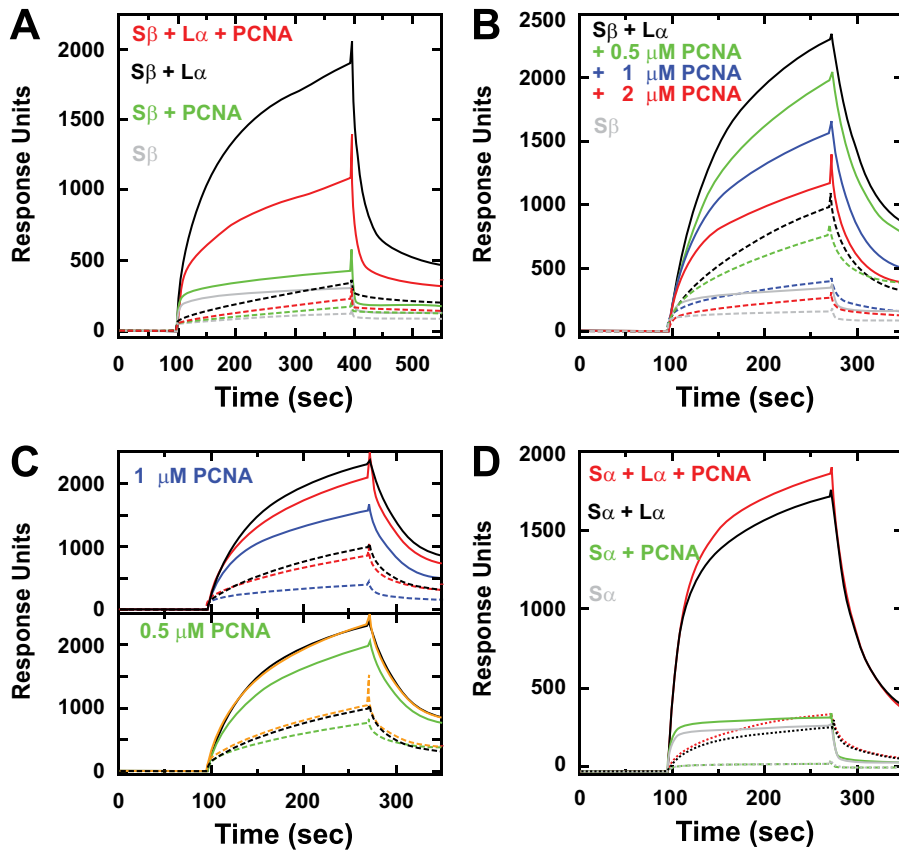 A
Sβ + Lα + PCNA
Sβ + Lα
Sβ + PCNA
Sβ
Response Units
2000
1500
1000
500
0
0 100 200 300 400 500
Time (sec)
B
Sβ + Lα
+ 0.5 μM PCNA
+ 1 μM PCNA
+ 2 μM PCNA
Sβ
Response Units
2500
2000
1500
1000
500
0
0 100 200 300
Time (sec)
C
1 μM PCNA
2000
1000
0
0.5 μM PCNA
2000
1000
0
Response Units
0 100 200 300
Time (sec)
D
Sα + Lα + PCNA
Sα + Lα
Sα + PCNA
Sα
Response Units
2000
1500
1000
500
0
0 100 200 300
Time (sec)